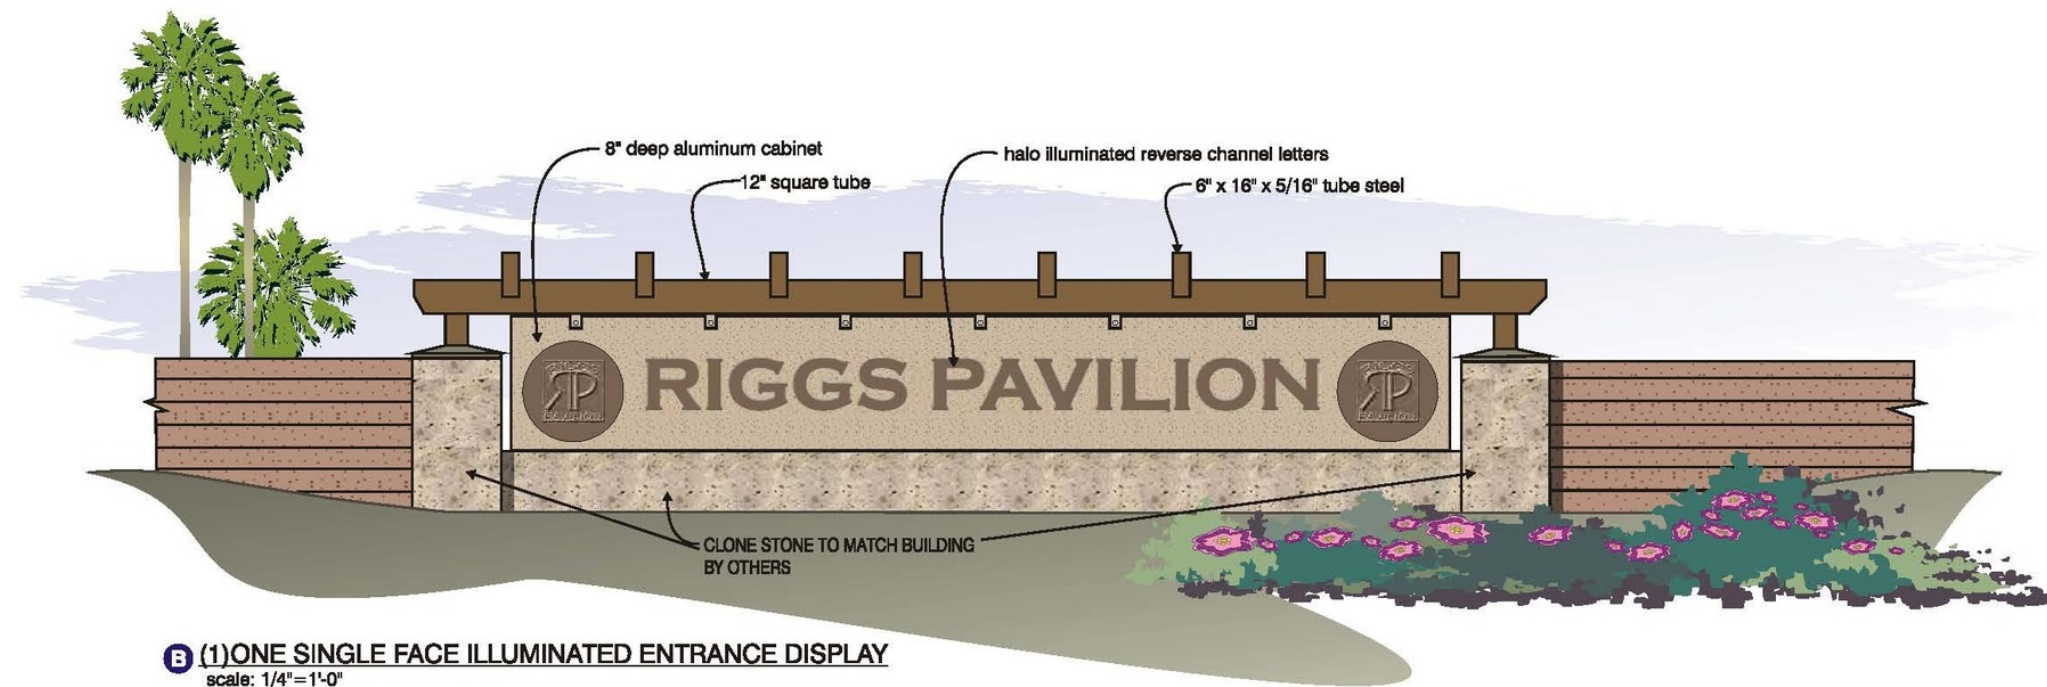 8" deep aluminum cabinet
halo illuminated reverse channel letters
12" square tube
6" x 16" x 5/16" tube steel
RP
RIGGS PAVILION
RP
CLONE STONE TO MATCH BUILDING
BY OTHERS
B (1)ONE SINGLE FACE ILLUMINATED ENTRANCE DISPLAY
scale: 1/4"=1'-0"